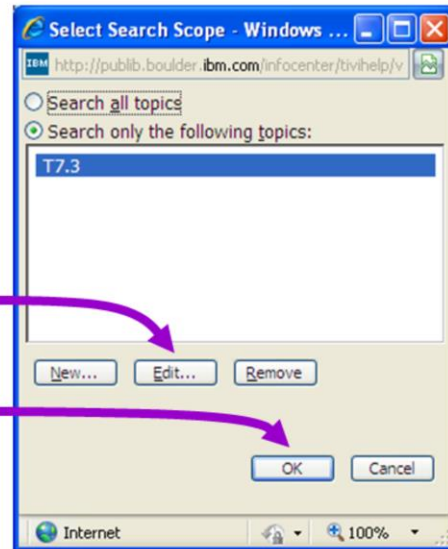 Select Search Scope - Windows ...
IBM http://publib.boulder.ibm.com/infocenter/tivihelp/v
Search all topics
Search only the following topics:
T7.3
New... Edit... Remove
OK Cancel
Internet 100%